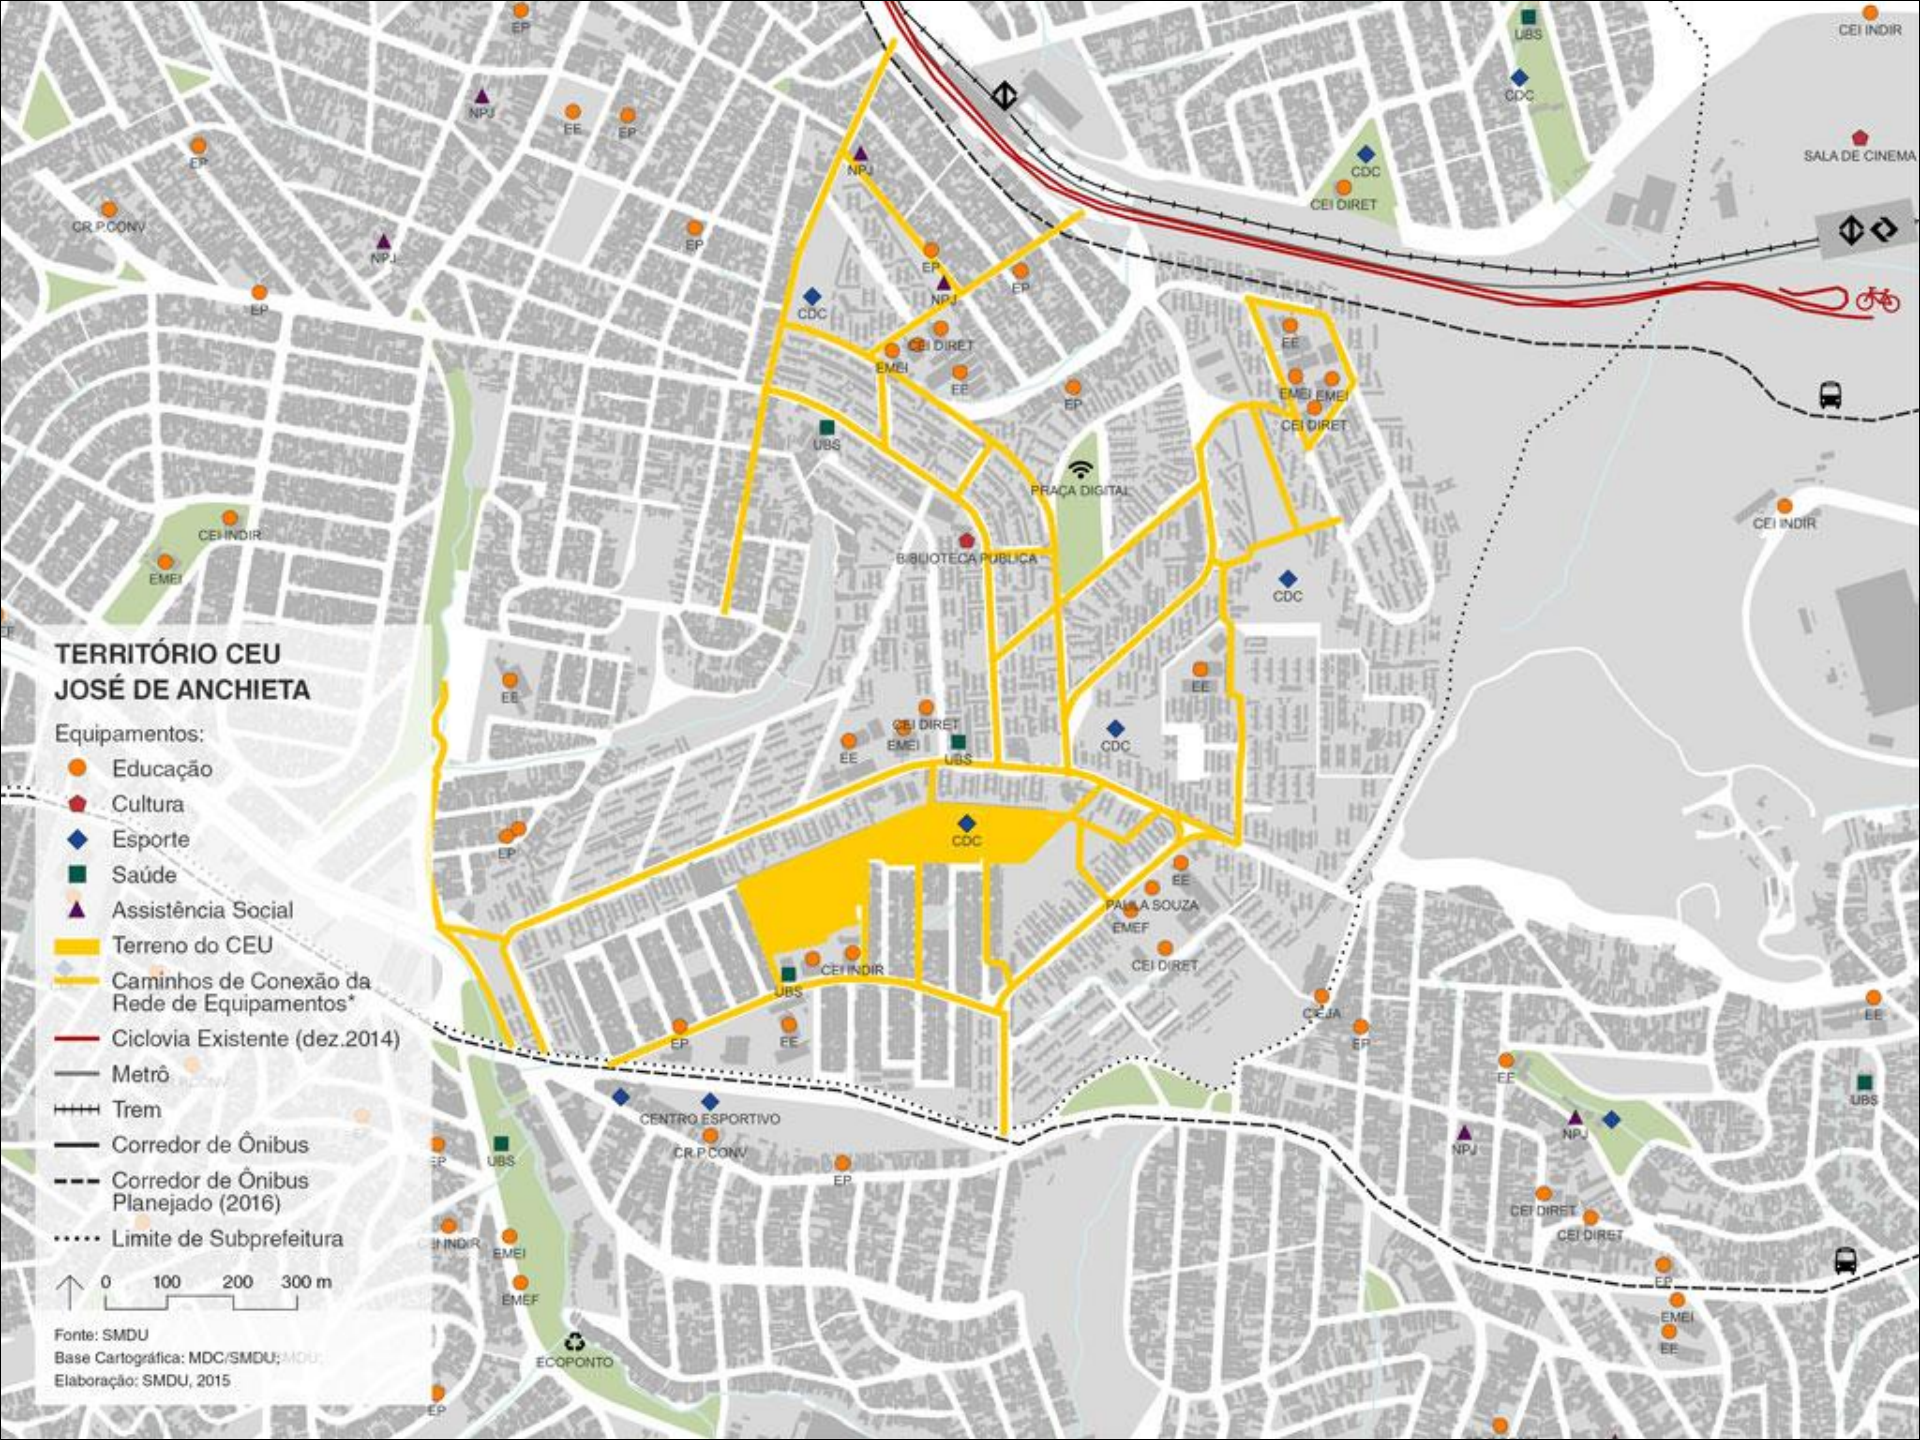 EP
UBS
CEI INDIR
CDC
NPJ
EE
EP
EP
NPJ
SALA DE CINEMA
CDC
CEI DIRET
CR.P.CONV
NPJ
EP
EP
EP
NPJ
EP
EP
CDC
EE
CEI DIRET
EMEI
EE
EP
EMEI
EMEI
CEI DIRET
UBS
PRAÇA DIGITAL
CEI INDIR
CEI INDIR
EMEI
BIBLIOTECA PÚBLICA
CDC
TERRITÓRIO CEU
JOSÉ DE ANCHIETA
Equipamentos:
Educação
Cultura
Esporte
Saúde
Assistência Social
Terreno do CEU
Caminhos de Conexão da
Rede de Equipamentos*
Ciclovia Existente (dez.2014)
Metrô
Trem
Corredor de Ônibus
Corredor de Ônibus
Planejado (2016)
Limite de Subprefeitura
0 100 200 300 m
Fonte: SMDU
Base Cartográfica: MDC/SMDU;
Elaboração: SMDU, 2015
EE
EE
CEI DIRET
EMEI
EE
UBS
CDC
EP
CDC
EE
PAULA SOUZA
EMEF
CEI DIRET
CEI INDIR
UBS
EP
EE
CIEJA
EP
EE
EE
UBS
CENTRO ESPORTIVO
CR.P.CONV
EP
UBS
EP
NPJ
NPJ
CEI DIRET
CEI DIRET
EMEI
EMEF
EP
EMEI
EE
ECOPONTO
EP